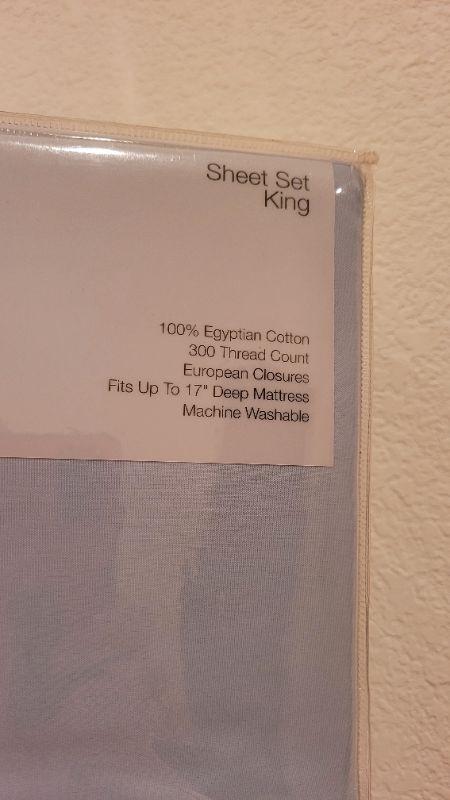 Sheet Set
King
100% Egyptian Cotton
300 Thread Count
European Closures
Fits Up To 17" Deep Mattress
Machine Washable